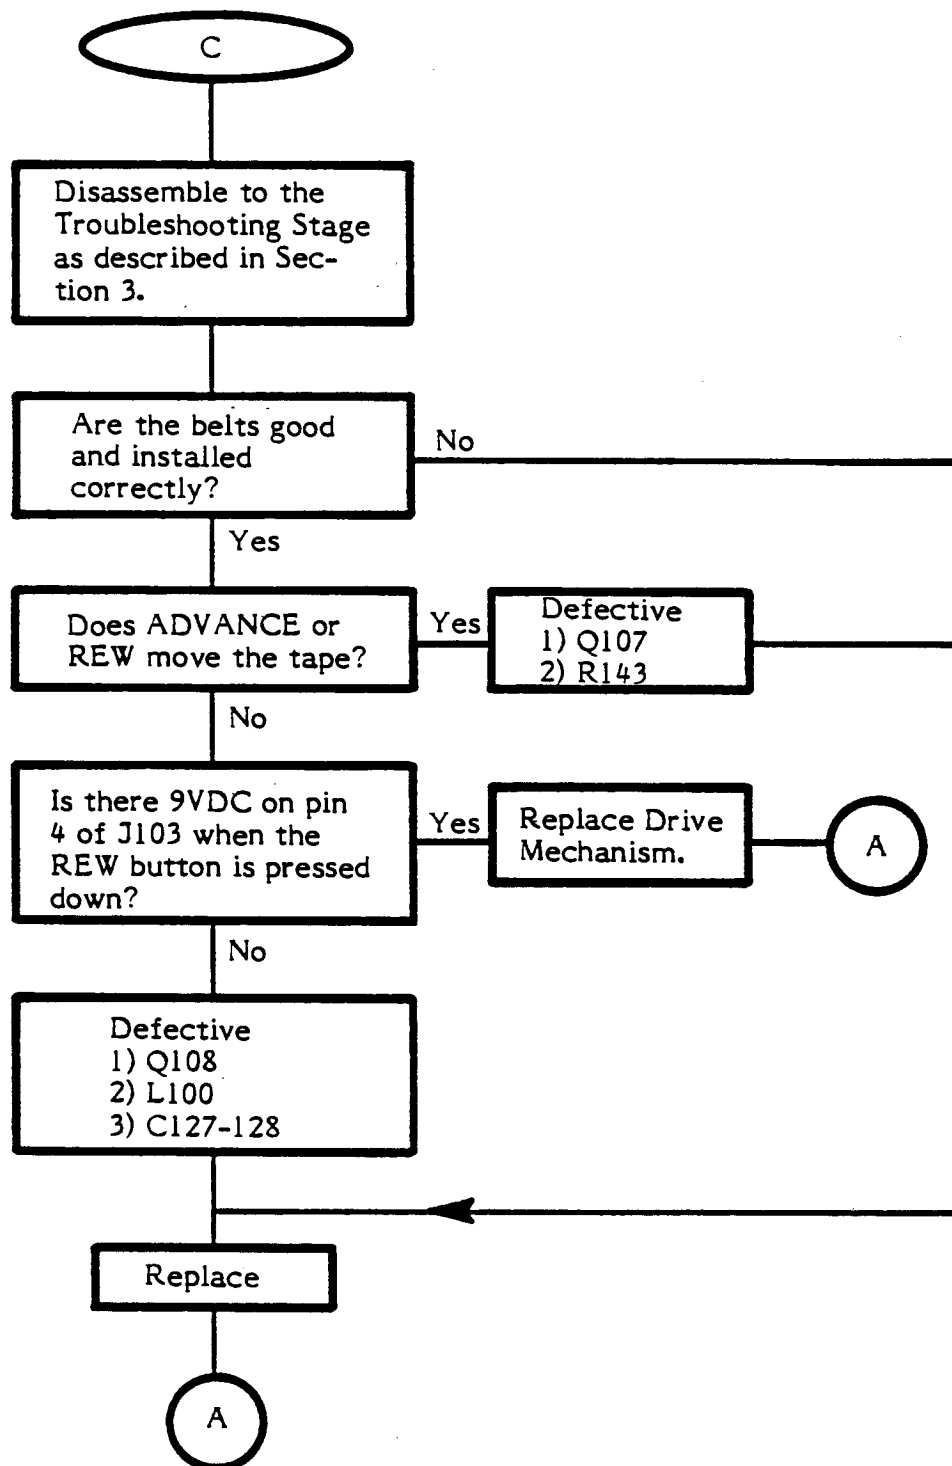 C
Disassemble to the
Troubleshooting Stage
as described in Sec-
tion 3.
Are the belts good
and installed
correctly?
No
Yes
Does ADVANCE or
REW move the tape?
Yes
Defective
1) Q107
2) R143
No
Is there 9VDC on pin
4 of J103 when the
REW button is pressed
down?
Yes
Replace Drive
Mechanism.
A
No
Defective
1) Q108
2) L100
3) C127-128
Replace
A